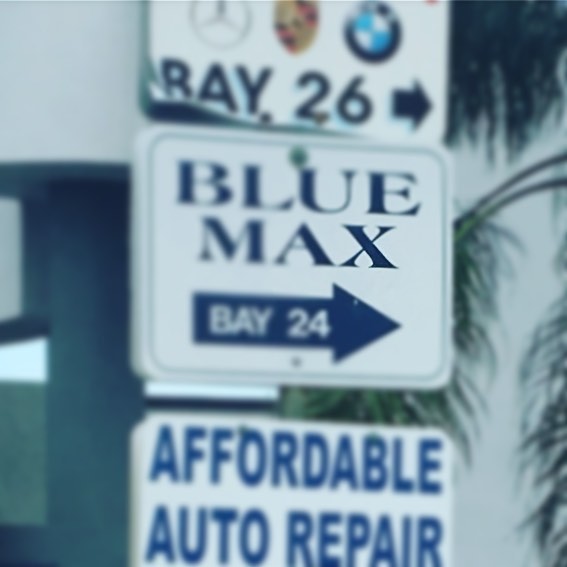 BAY 26
BLUE
MAX
BAY 24
AFFORDABLE
AUTO REPAIR